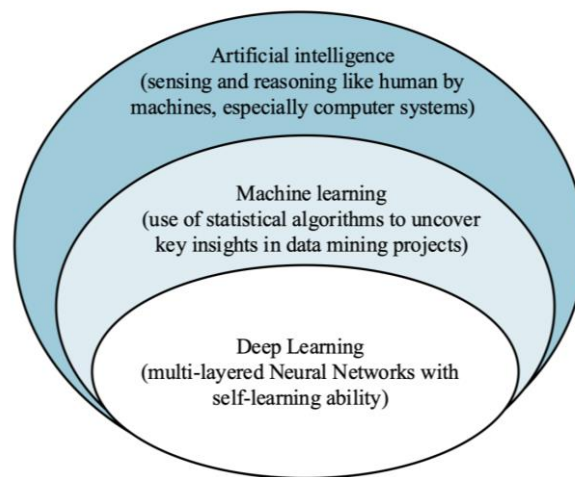 Artificial intelligence
(sensing and reasoning like human by
machines, especially computer systems)
Machine learning
(use of statistical algorithms to uncover
key insights in data mining projects)
Deep Learning
(multi-layered Neural Networks with
self-learning ability)